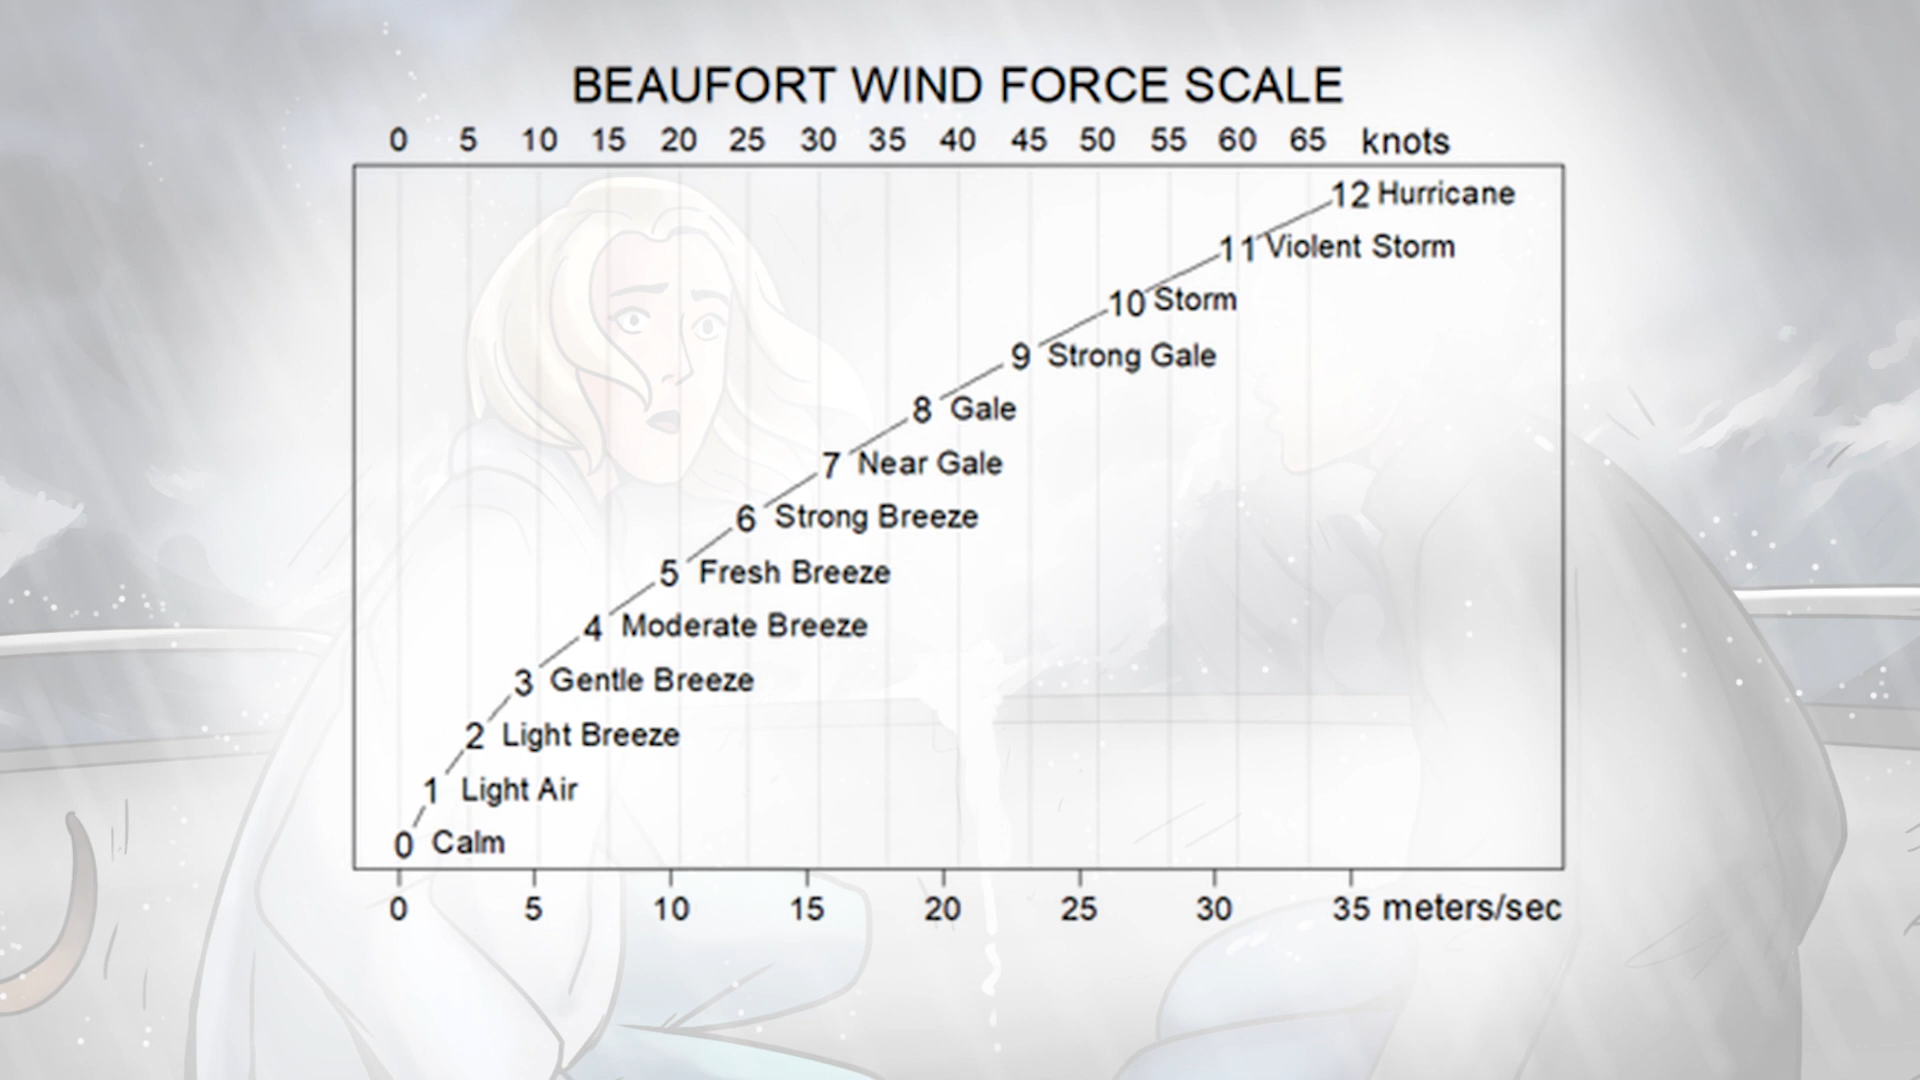 BEAUFORT WIND FORCE SCALE
0 5 10 15 20 25 30 35 40 45 50 55 60 65 knots
12 Hurricane
11 Violent Storm
10 Storm
9 Strong Gale
8 Gale
7 Near Gale
6 Strong Breeze
5 Fresh Breeze
4 Moderate Breeze
3 Gentle Breeze
2 Light Breeze
1 Light Air
0 Calm
0 5 10 15 20 25 30 35 meters/sec